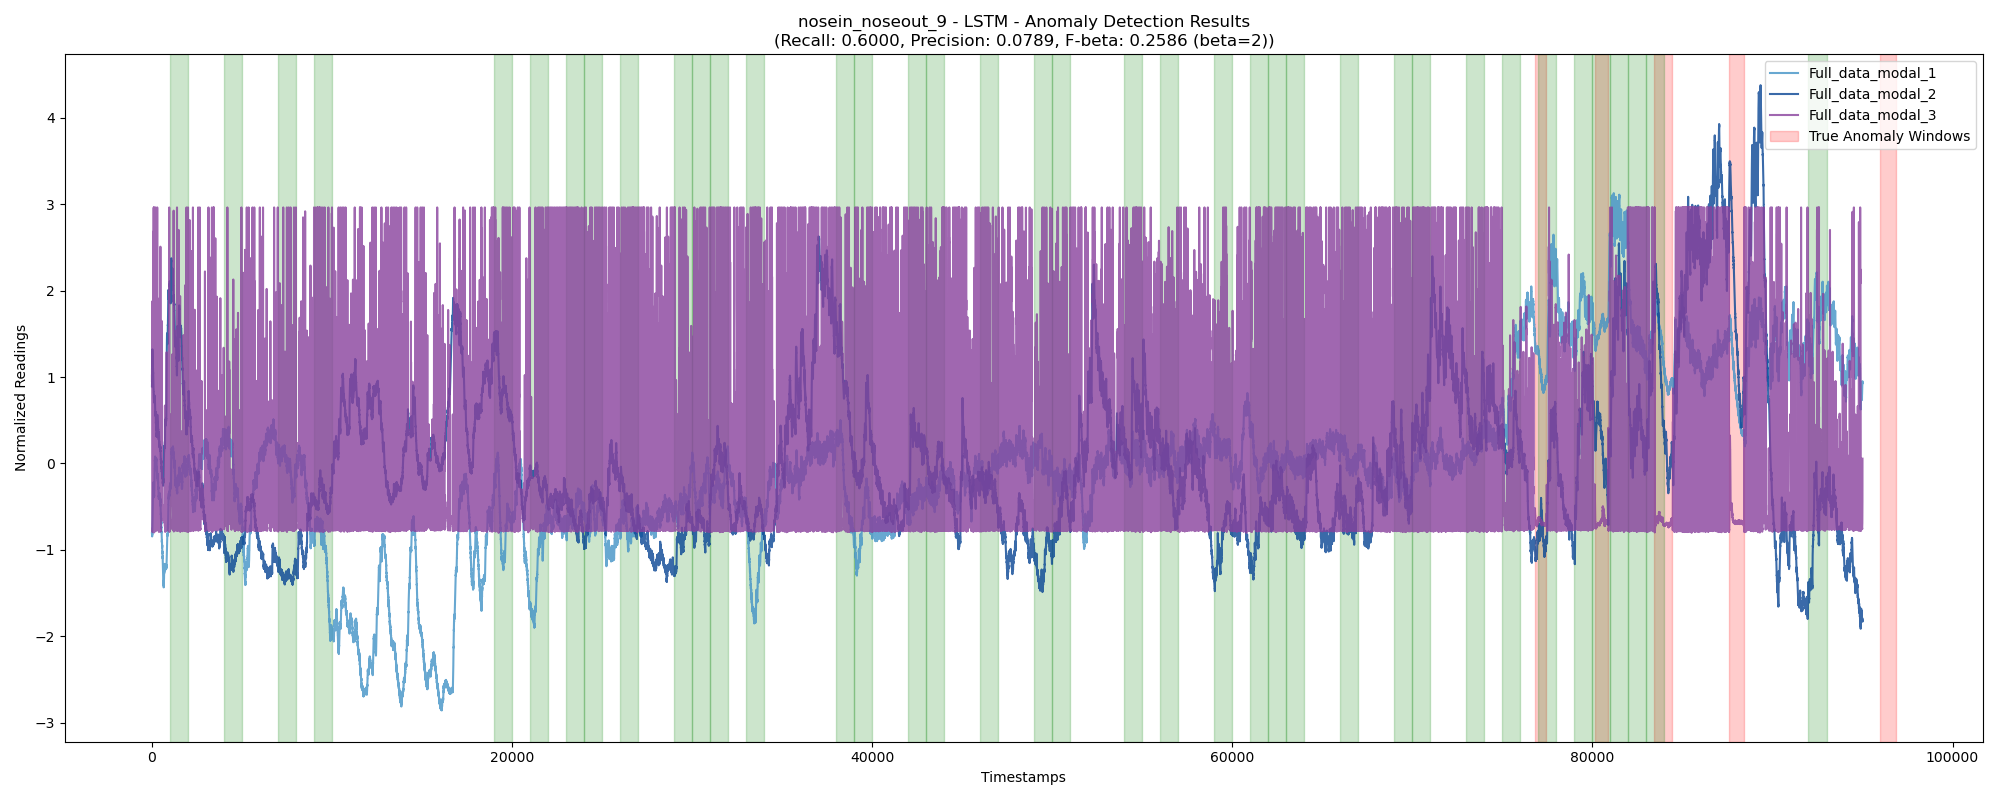 nosein_noseout_9 - LSTM - Anomaly Detection Results
(Recall: 0.6000, Precision: 0.0789, F-beta: 0.2586 (beta=2))
Full_data_modal_1
Full_data_modal_2
Full_data_modal_3
True Anomaly Windows
Normalized Readings
4
3
2
1
0
−1
−2
−3
0
20000
40000
60000
80000
100000
Timestamps